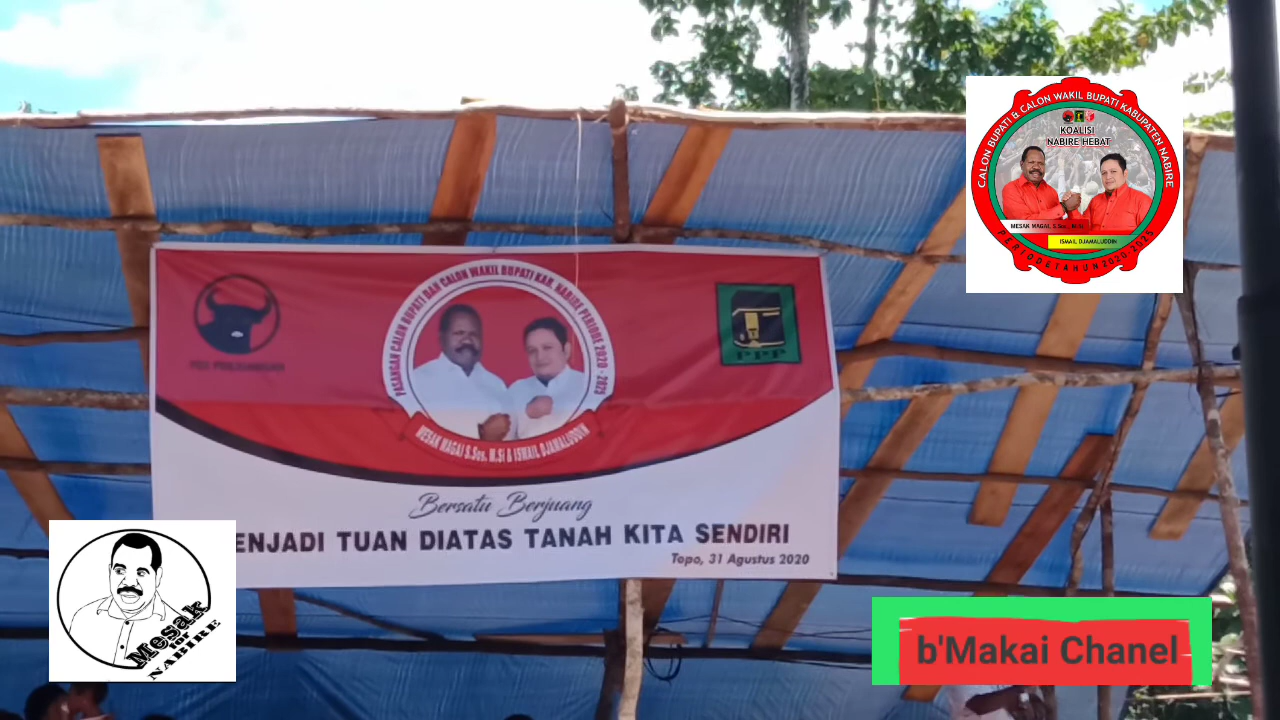 CALON BUPATI & CALON WAKIL BUPATI KABUPATEN NABIRE
KOALISI
NABIRE HEBAT
MESAK MAGAI, S.Sos., M.Si
ISMAIL DJAMALUDDIN
PERIODE TAHUN 2020-2025
PASANGAN CALON BUPATI DAN CALON WAKIL BUPATI KAB. NABIRE PERIODE 2020 - 2025
PDI PERJUANGAN
PPP
MESAK MAGAI S.Sos. M.Si & ISMAIL DJAMALUDDIN
Bersatu Berjuang
ENJADI TUAN DIATAS TANAH KITA SENDIRI
Topo, 31 Agustus 2020
Mesak
for
NABIRE
b'Makai Chanel